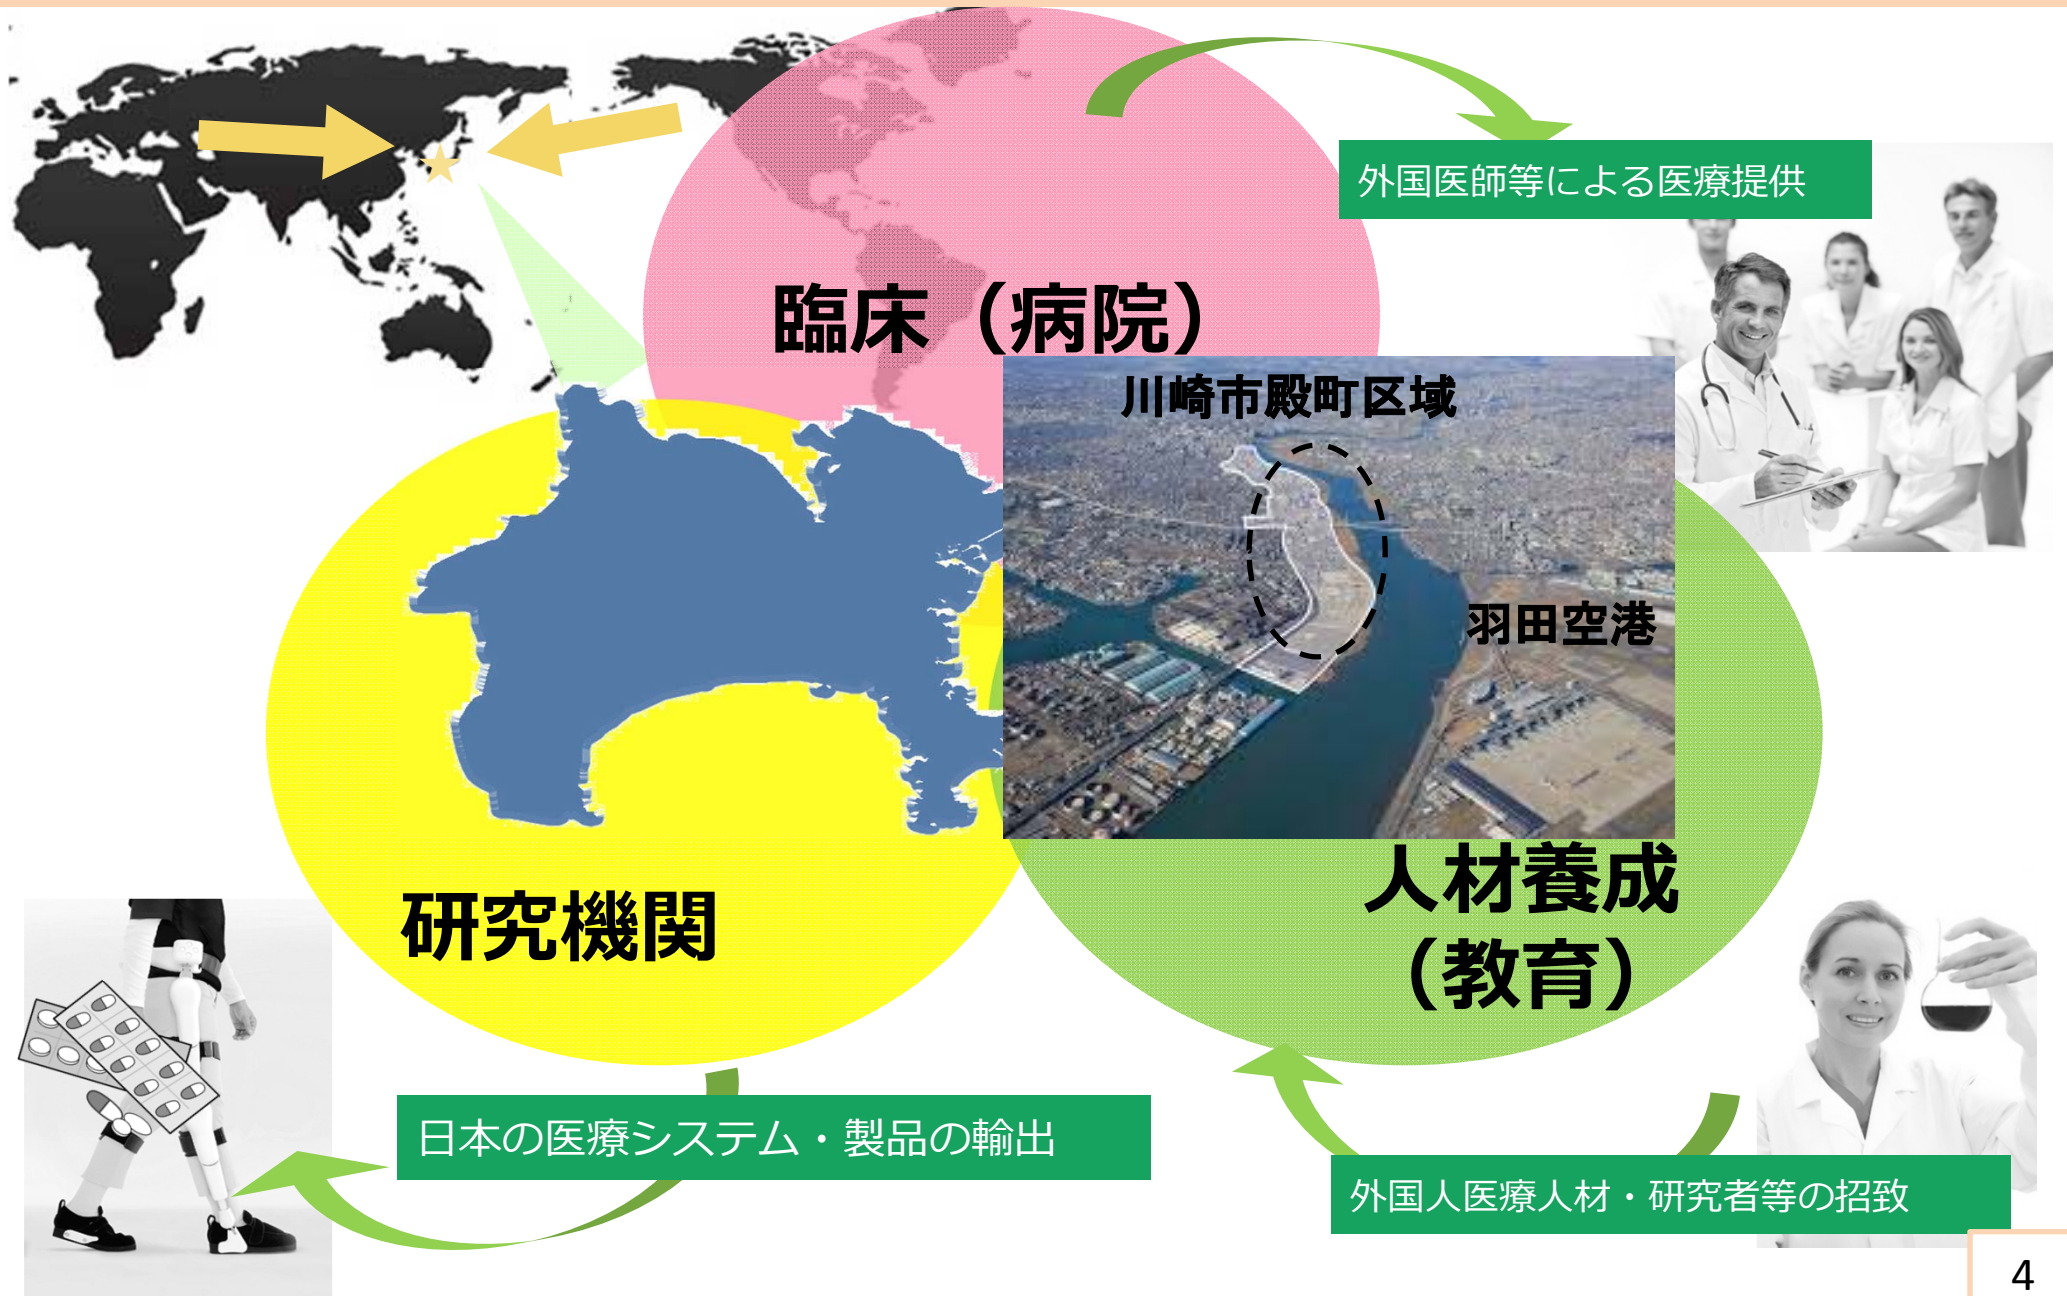 外国医師等による医療提供
臨床（病院）
川崎市殿町区域
羽田空港
人材養成
（教育）
研究機関
日本の医療システム・製品の輸出
外国人医療人材・研究者等の招致
4